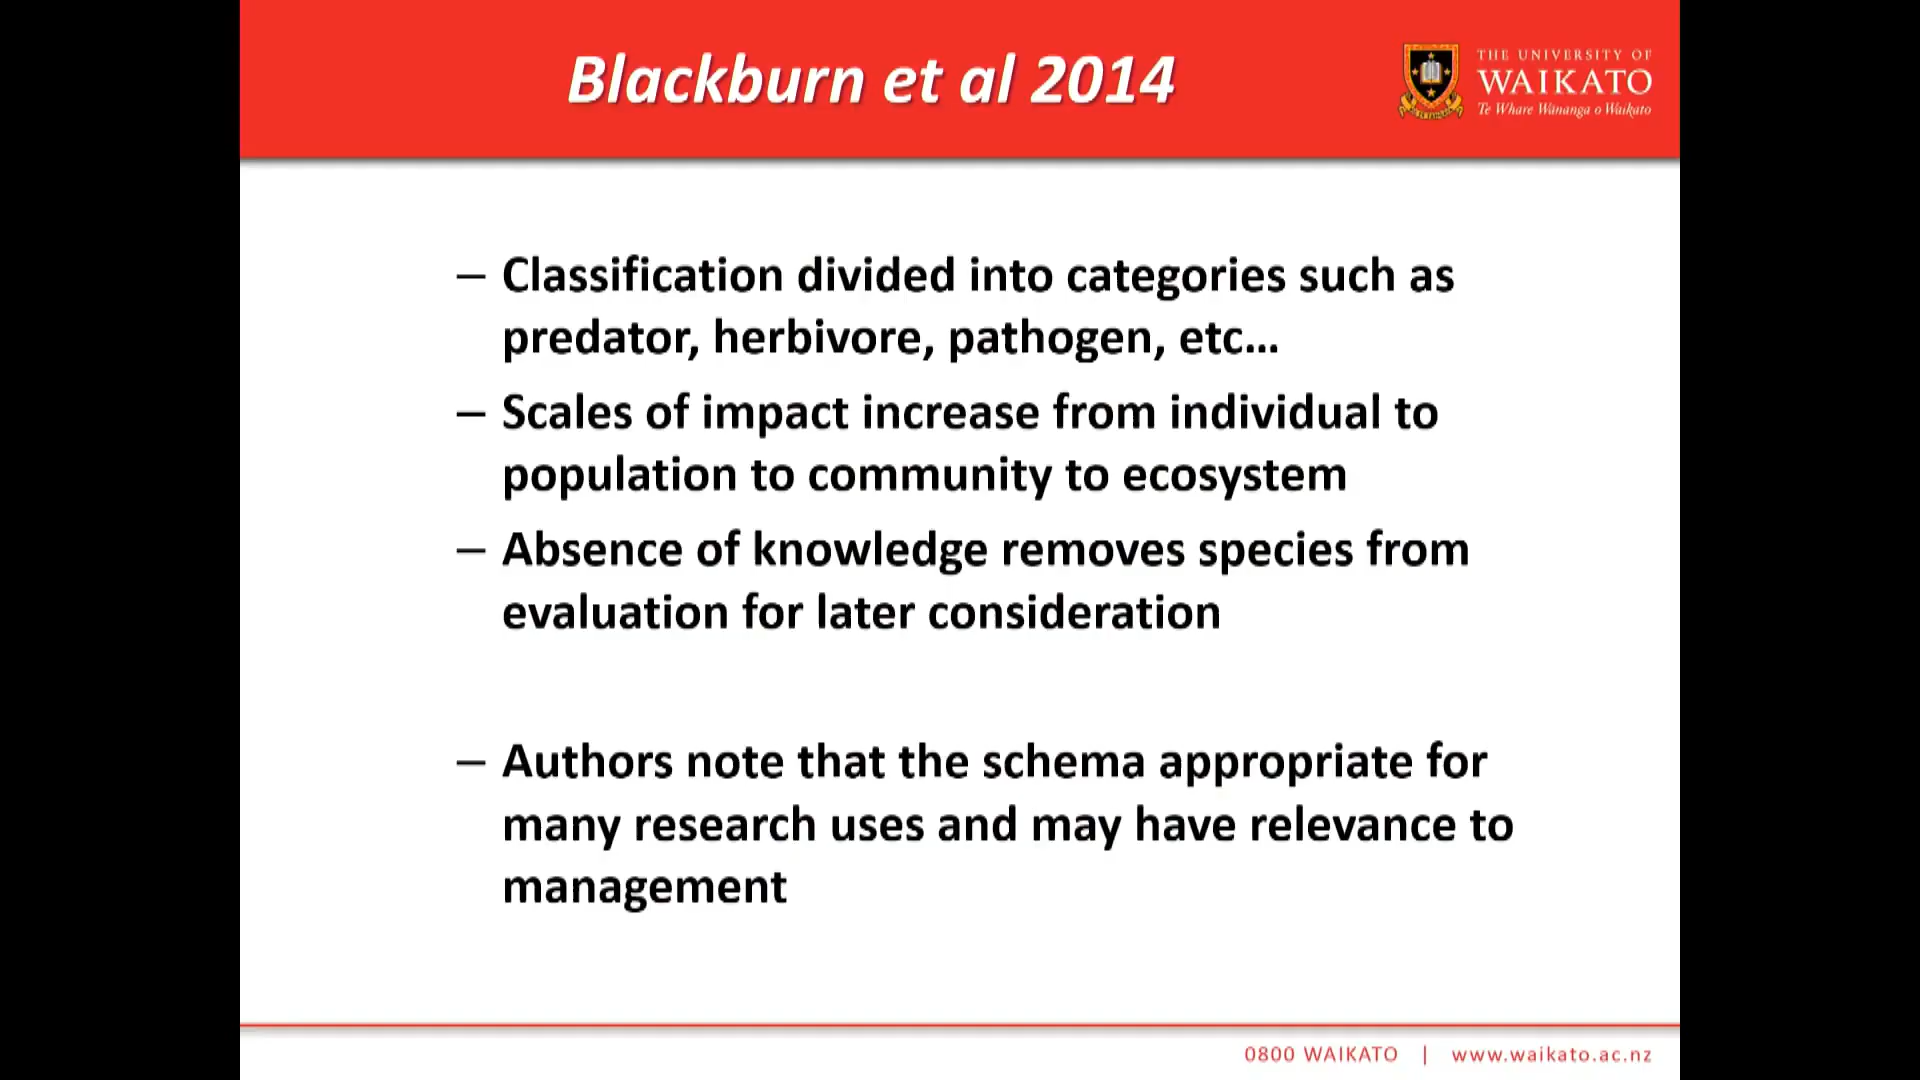 Blackburn et al 2014
THE UNIVERSITY OF
WAIKATO
Te Whare Wānanga o Waikato
– Classification divided into categories such as
predator, herbivore, pathogen, etc…
– Scales of impact increase from individual to
population to community to ecosystem
– Absence of knowledge removes species from
evaluation for later consideration
– Authors note that the schema appropriate for
many research uses and may have relevance to
management
0800 WAIKATO | www.waikato.ac.nz